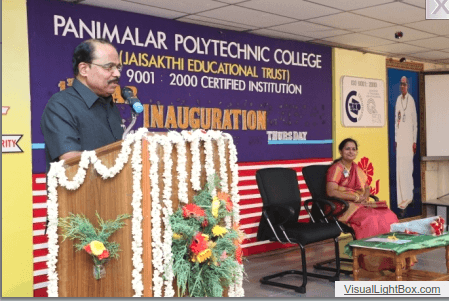 PANIMALAR POLYTECHNIC COLLEGE
(JAISAKTHI EDUCATIONAL TRUST)
9001 : 2000 CERTIFIED INSTITUTION
INAUGURATION
THURSDAY
VisualLightBox.com